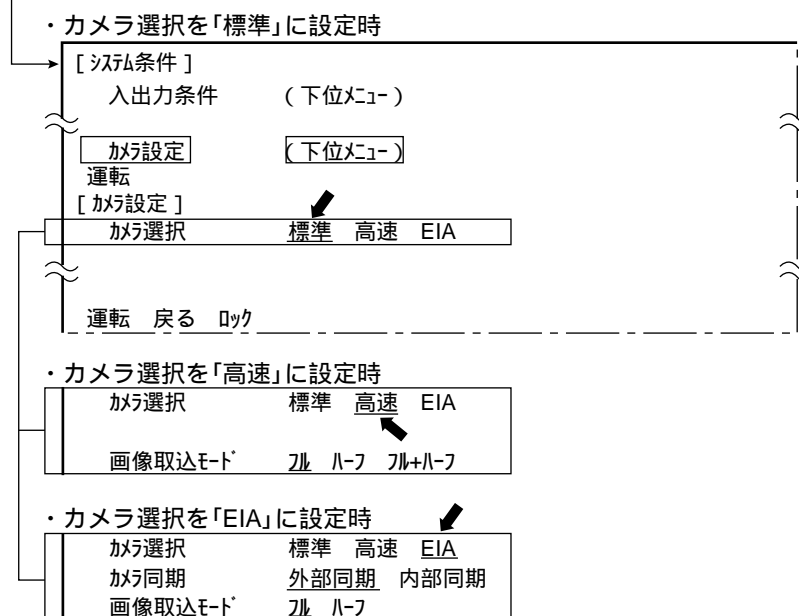 ・カメラ選択を「標準」に設定時
[ ｼｽﾃﾑ条件 ]
入出力条件 ( 下位ﾒﾆｭｰ )
ｶﾒﾗ設定 ( 下位ﾒﾆｭｰ )
運転
[ ｶﾒﾗ設定 ]
ｶﾒﾗ選択 標準 高速 EIA
運転 戻る ﾛｯｸ
・カメラ選択を「高速」に設定時
ｶﾒﾗ選択 標準 高速 EIA
画像取込ﾓｰﾄﾞ ﾌﾙ ﾊｰﾌ ﾌﾙ+ﾊｰﾌ
・カメラ選択を「EIA」に設定時
ｶﾒﾗ選択 標準 高速 EIA
ｶﾒﾗ同期 外部同期 内部同期
画像取込ﾓｰﾄﾞ ﾌﾙ ﾊｰﾌ